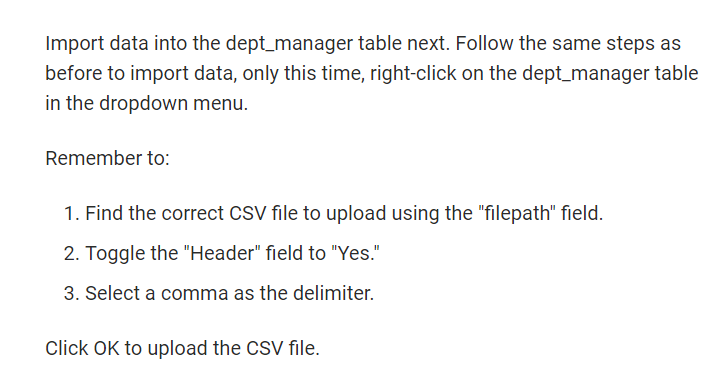 Import data into the dept_manager table next. Follow the same steps as
before to import data, only this time, right-click on the dept_manager table
in the dropdown menu.
Remember to:
1. Find the correct CSV file to upload using the "filepath" field.
2. Toggle the "Header" field to "Yes."
3. Select a comma as the delimiter.
Click OK to upload the CSV file.